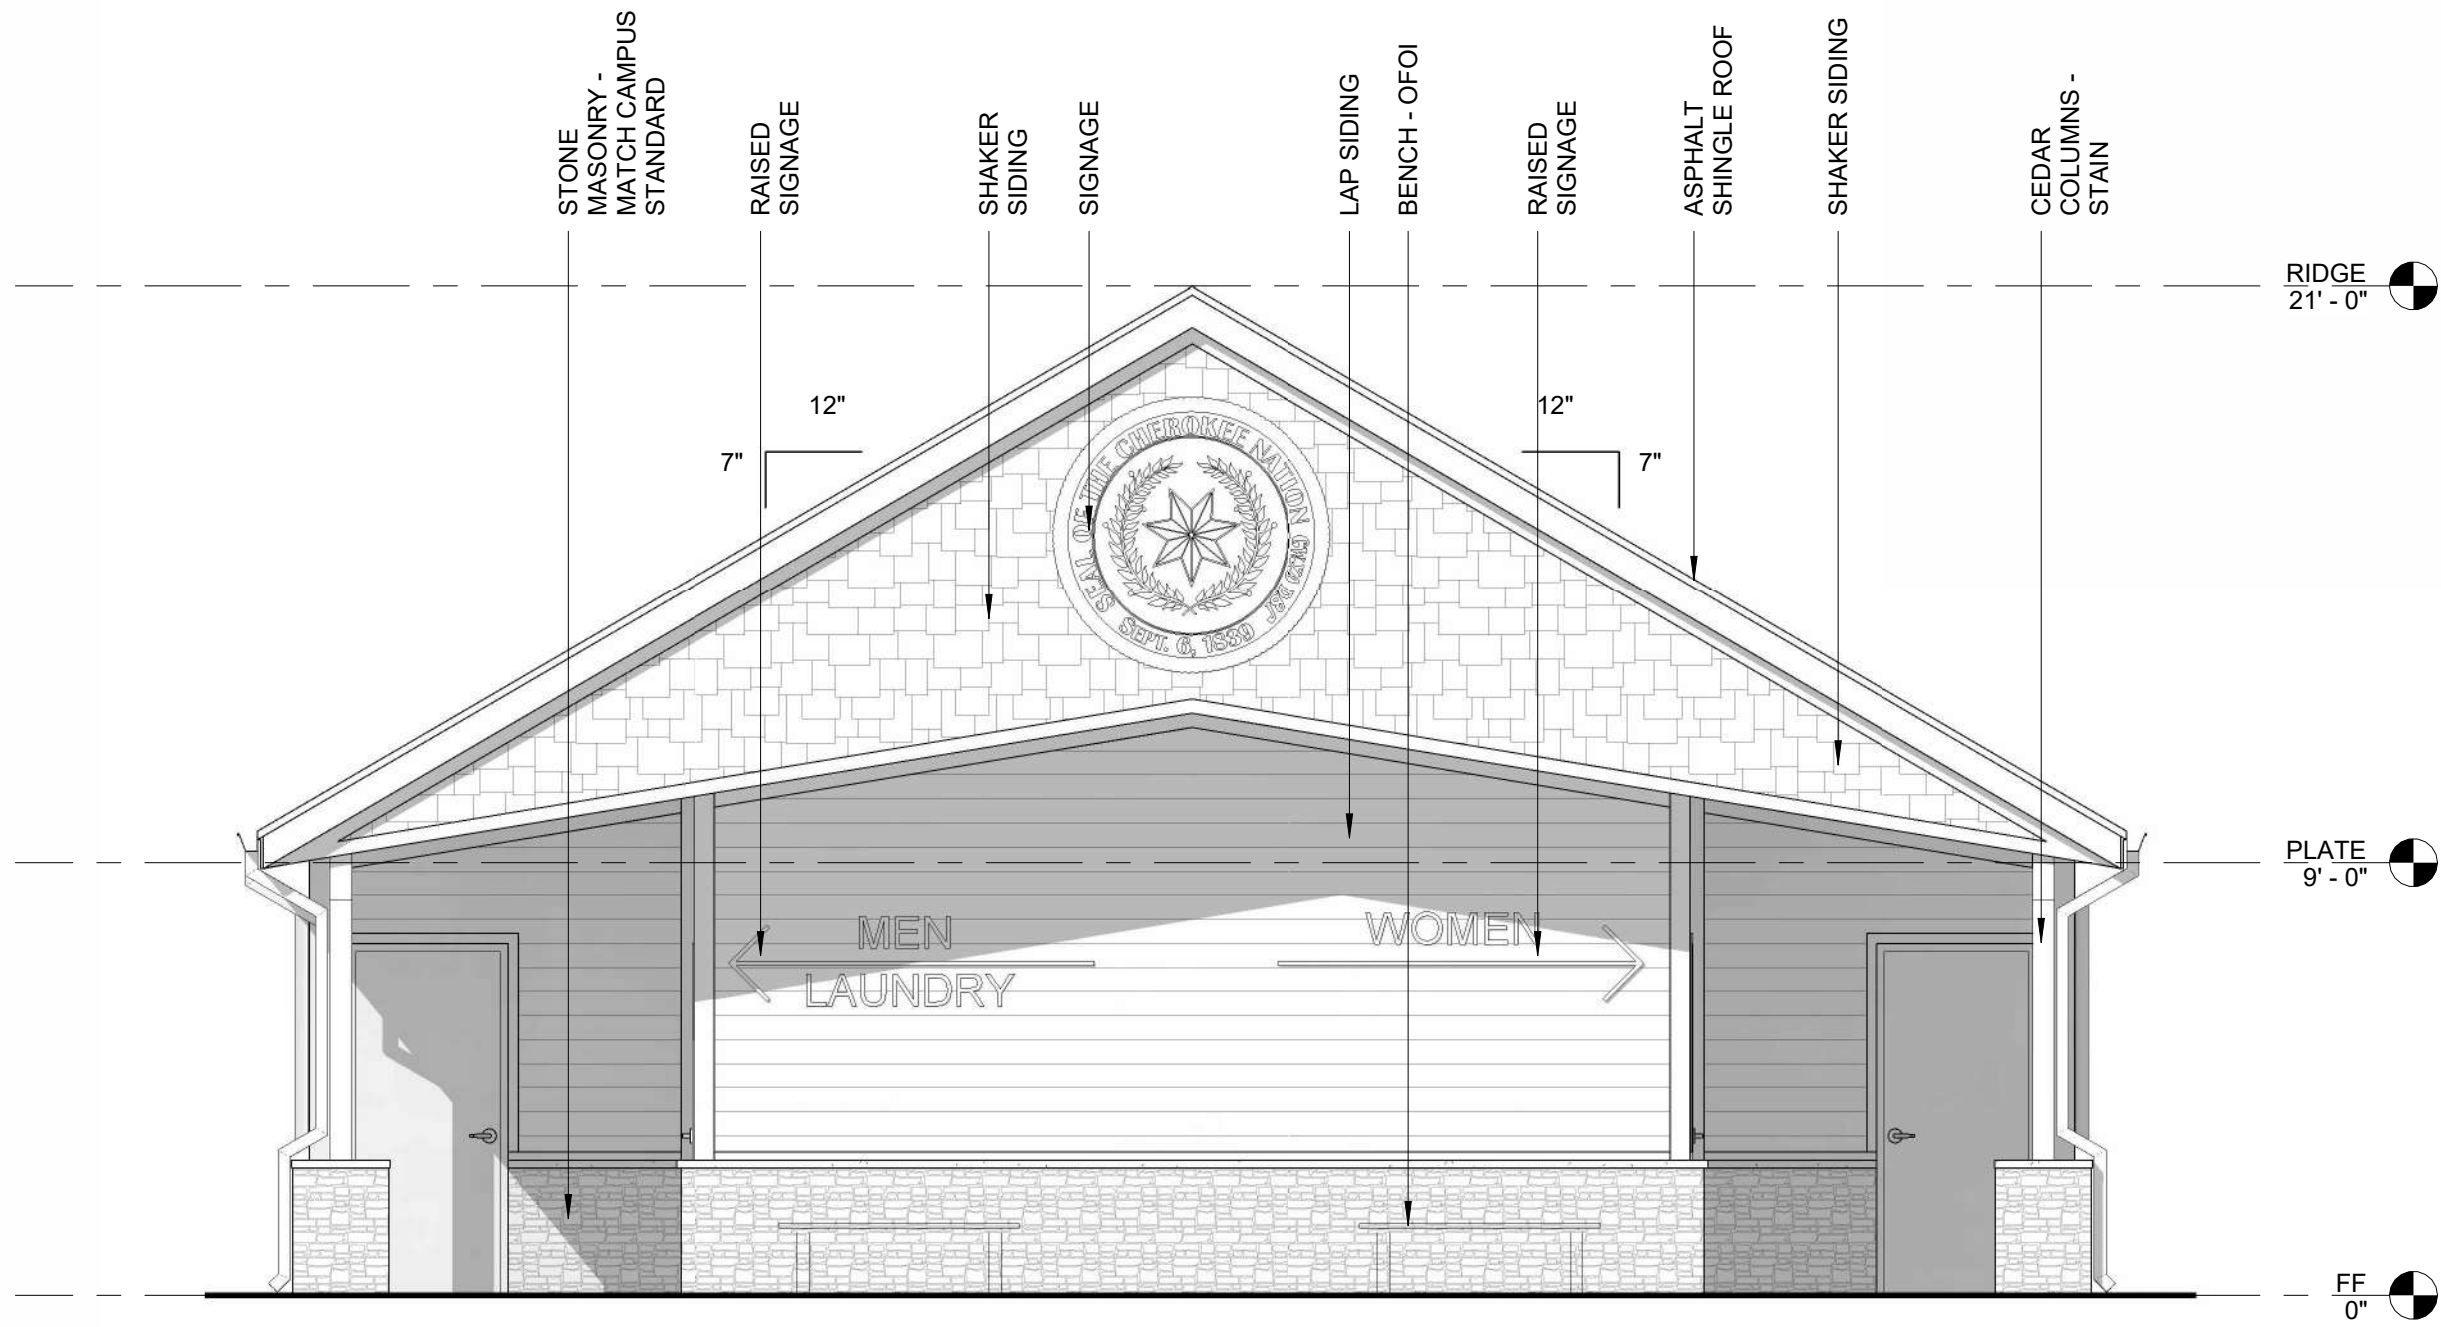 STONE
MASONRY -
MATCH CAMPUS
STANDARD
RAISED
SIGNAGE
SHAKER
SIDING
SIGNAGE
LAP SIDING
BENCH - OFOI
RAISED
SIGNAGE
ASPHALT
SHINGLE ROOF
SHAKER SIDING
CEDAR
COLUMNS -
STAIN
RIDGE
21' - 0"
12"
7"
12"
7"
SEAL OF THE CHEROKEE NATION ᏣᎳᎩᎯ ᎠᏰᎵ
SEPT. 6, 1839
PLATE
9' - 0"
MEN
LAUNDRY
WOMEN
FF
0"